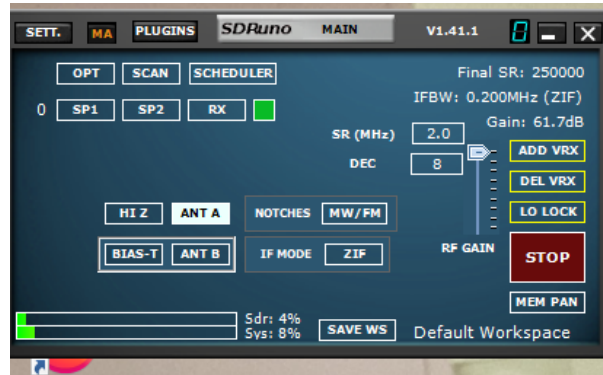 SETT. MA PLUGINS SDRuno MAIN V1.41.1 0
OPT SCAN SCHEDULER Final SR: 250000
IFBW: 0.200MHz (ZIF)
0 SP1 SP2 RX Gain: 61.7dB
SR (MHz) 2.0
ADD VRX
DEC 8
DEL VRX
HI Z ANT A NOTCHES MW/FM LO LOCK
BIAS-T ANT B IF MODE ZIF RF GAIN STOP
MEM PAN
Sdr: 4%
Sys: 8% SAVE WS Default Workspace